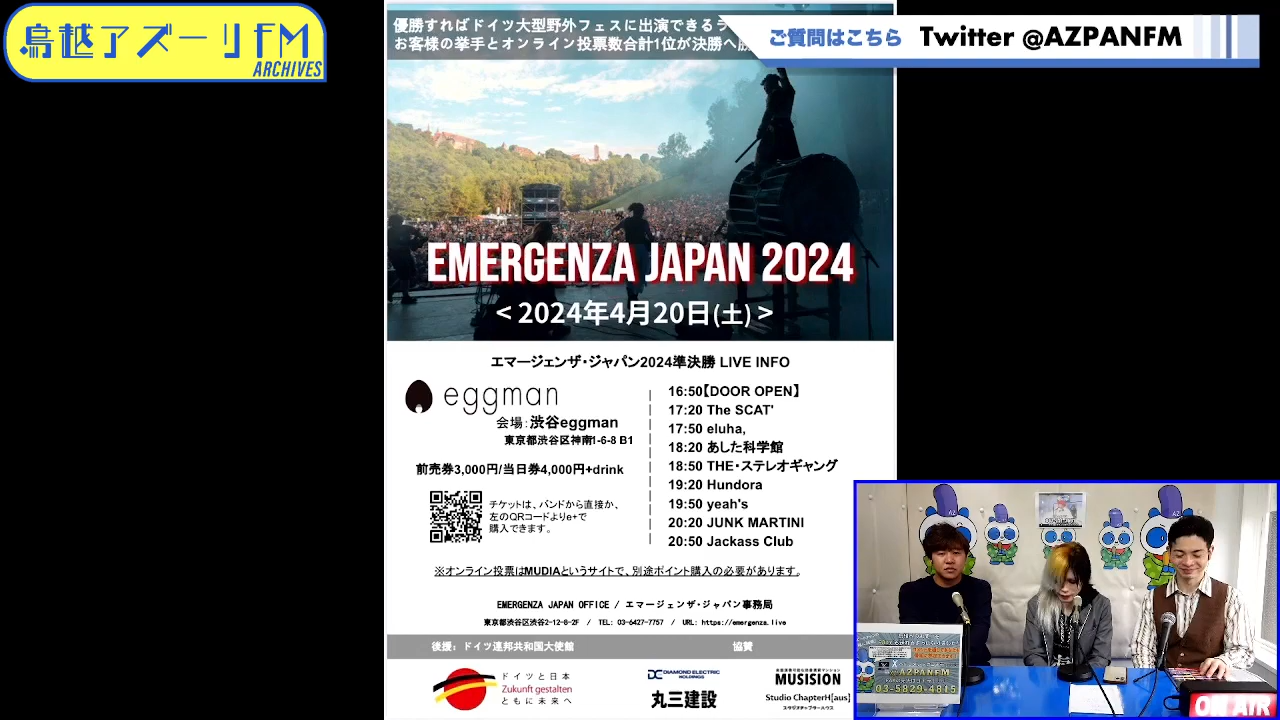 鳥越アズーリFM
ARCHIVES
ご質問はこちら Twitter @AZPANFM
優勝すればドイツ大型野外フェスに出演できる
お客様の挙手とオンライン投票数合計1位が決勝へ
EMERGENZA JAPAN 2024
< 2024年4月20日(土) >
エマージェンザ・ジャパン2024準決勝 LIVE INFO
eggman
会場：渋谷eggman
東京都渋谷区神南1-6-8 B1
前売券3,000円/当日券4,000円+drink
チケットは、バンドから直接か、
左のQRコードよりe+で
購入できます。
16:50【DOOR OPEN】
17:20 The SCAT'
17:50 eluha,
18:20 あした科学館
18:50 THE・ステレオギャング
19:20 Hundora
19:50 yeah's
20:20 JUNK MARTINI
20:50 Jackass Club
※オンライン投票はMUDIAというサイトで、別途ポイント購入の必要があります。
EMERGENZA JAPAN OFFICE / エマージェンザ・ジャパン事務局
東京都渋谷区渋谷2-12-8-2F / TEL: 03-6427-7757 / URL: https://emergenza.live
後援：ドイツ連邦共和国大使館
協賛
ドイツと日本
Zukunft gestalten
ともに未来へ
DIAMOND ELECTRIC
HOLDINGS
丸三建設
MUSISION
Studio ChapterH[aus]
スタジオチャプターハウス
AZ
@AZPANFM
03-5829-4815
ON AIR